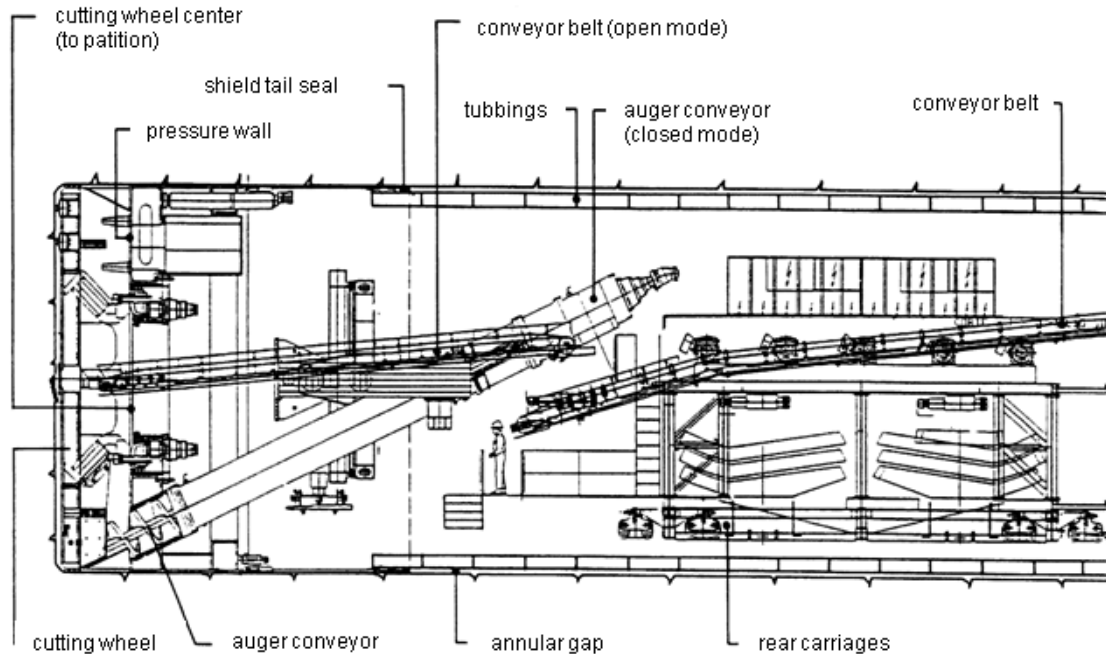 cutting wheel center
(to patition)
conveyor belt (open mode)
shield tail seal
tubbings
auger conveyor
(closed mode)
conveyor belt
pressure wall
cutting wheel
auger conveyor
annular gap
rear carriages